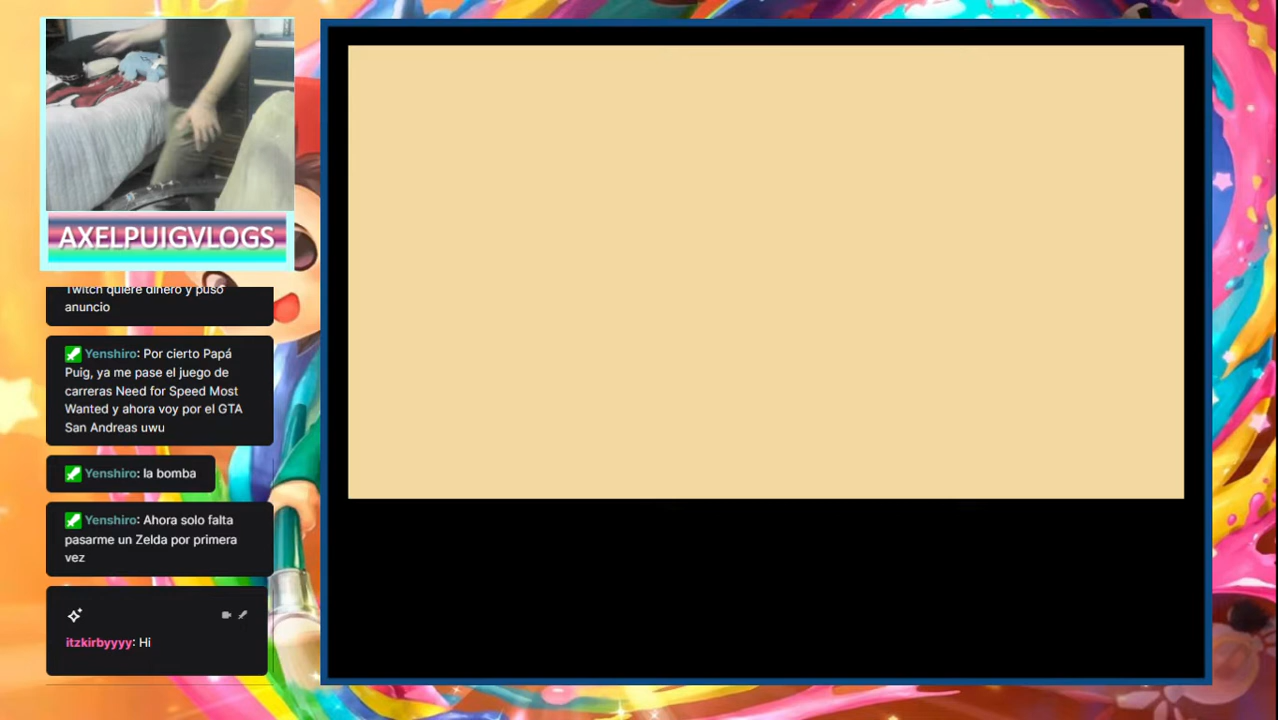 AXELPUIGVLOGS
Twitch quiere dinero y puso
anuncio
Yenshiro: Por cierto Papá
Puig, ya me pase el juego de
carreras Need for Speed Most
Wanted y ahora voy por el GTA
San Andreas uwu
Yenshiro: la bomba
Yenshiro: Ahora solo falta
pasarme un Zelda por primera
vez
itzkirbyyyy: Hi